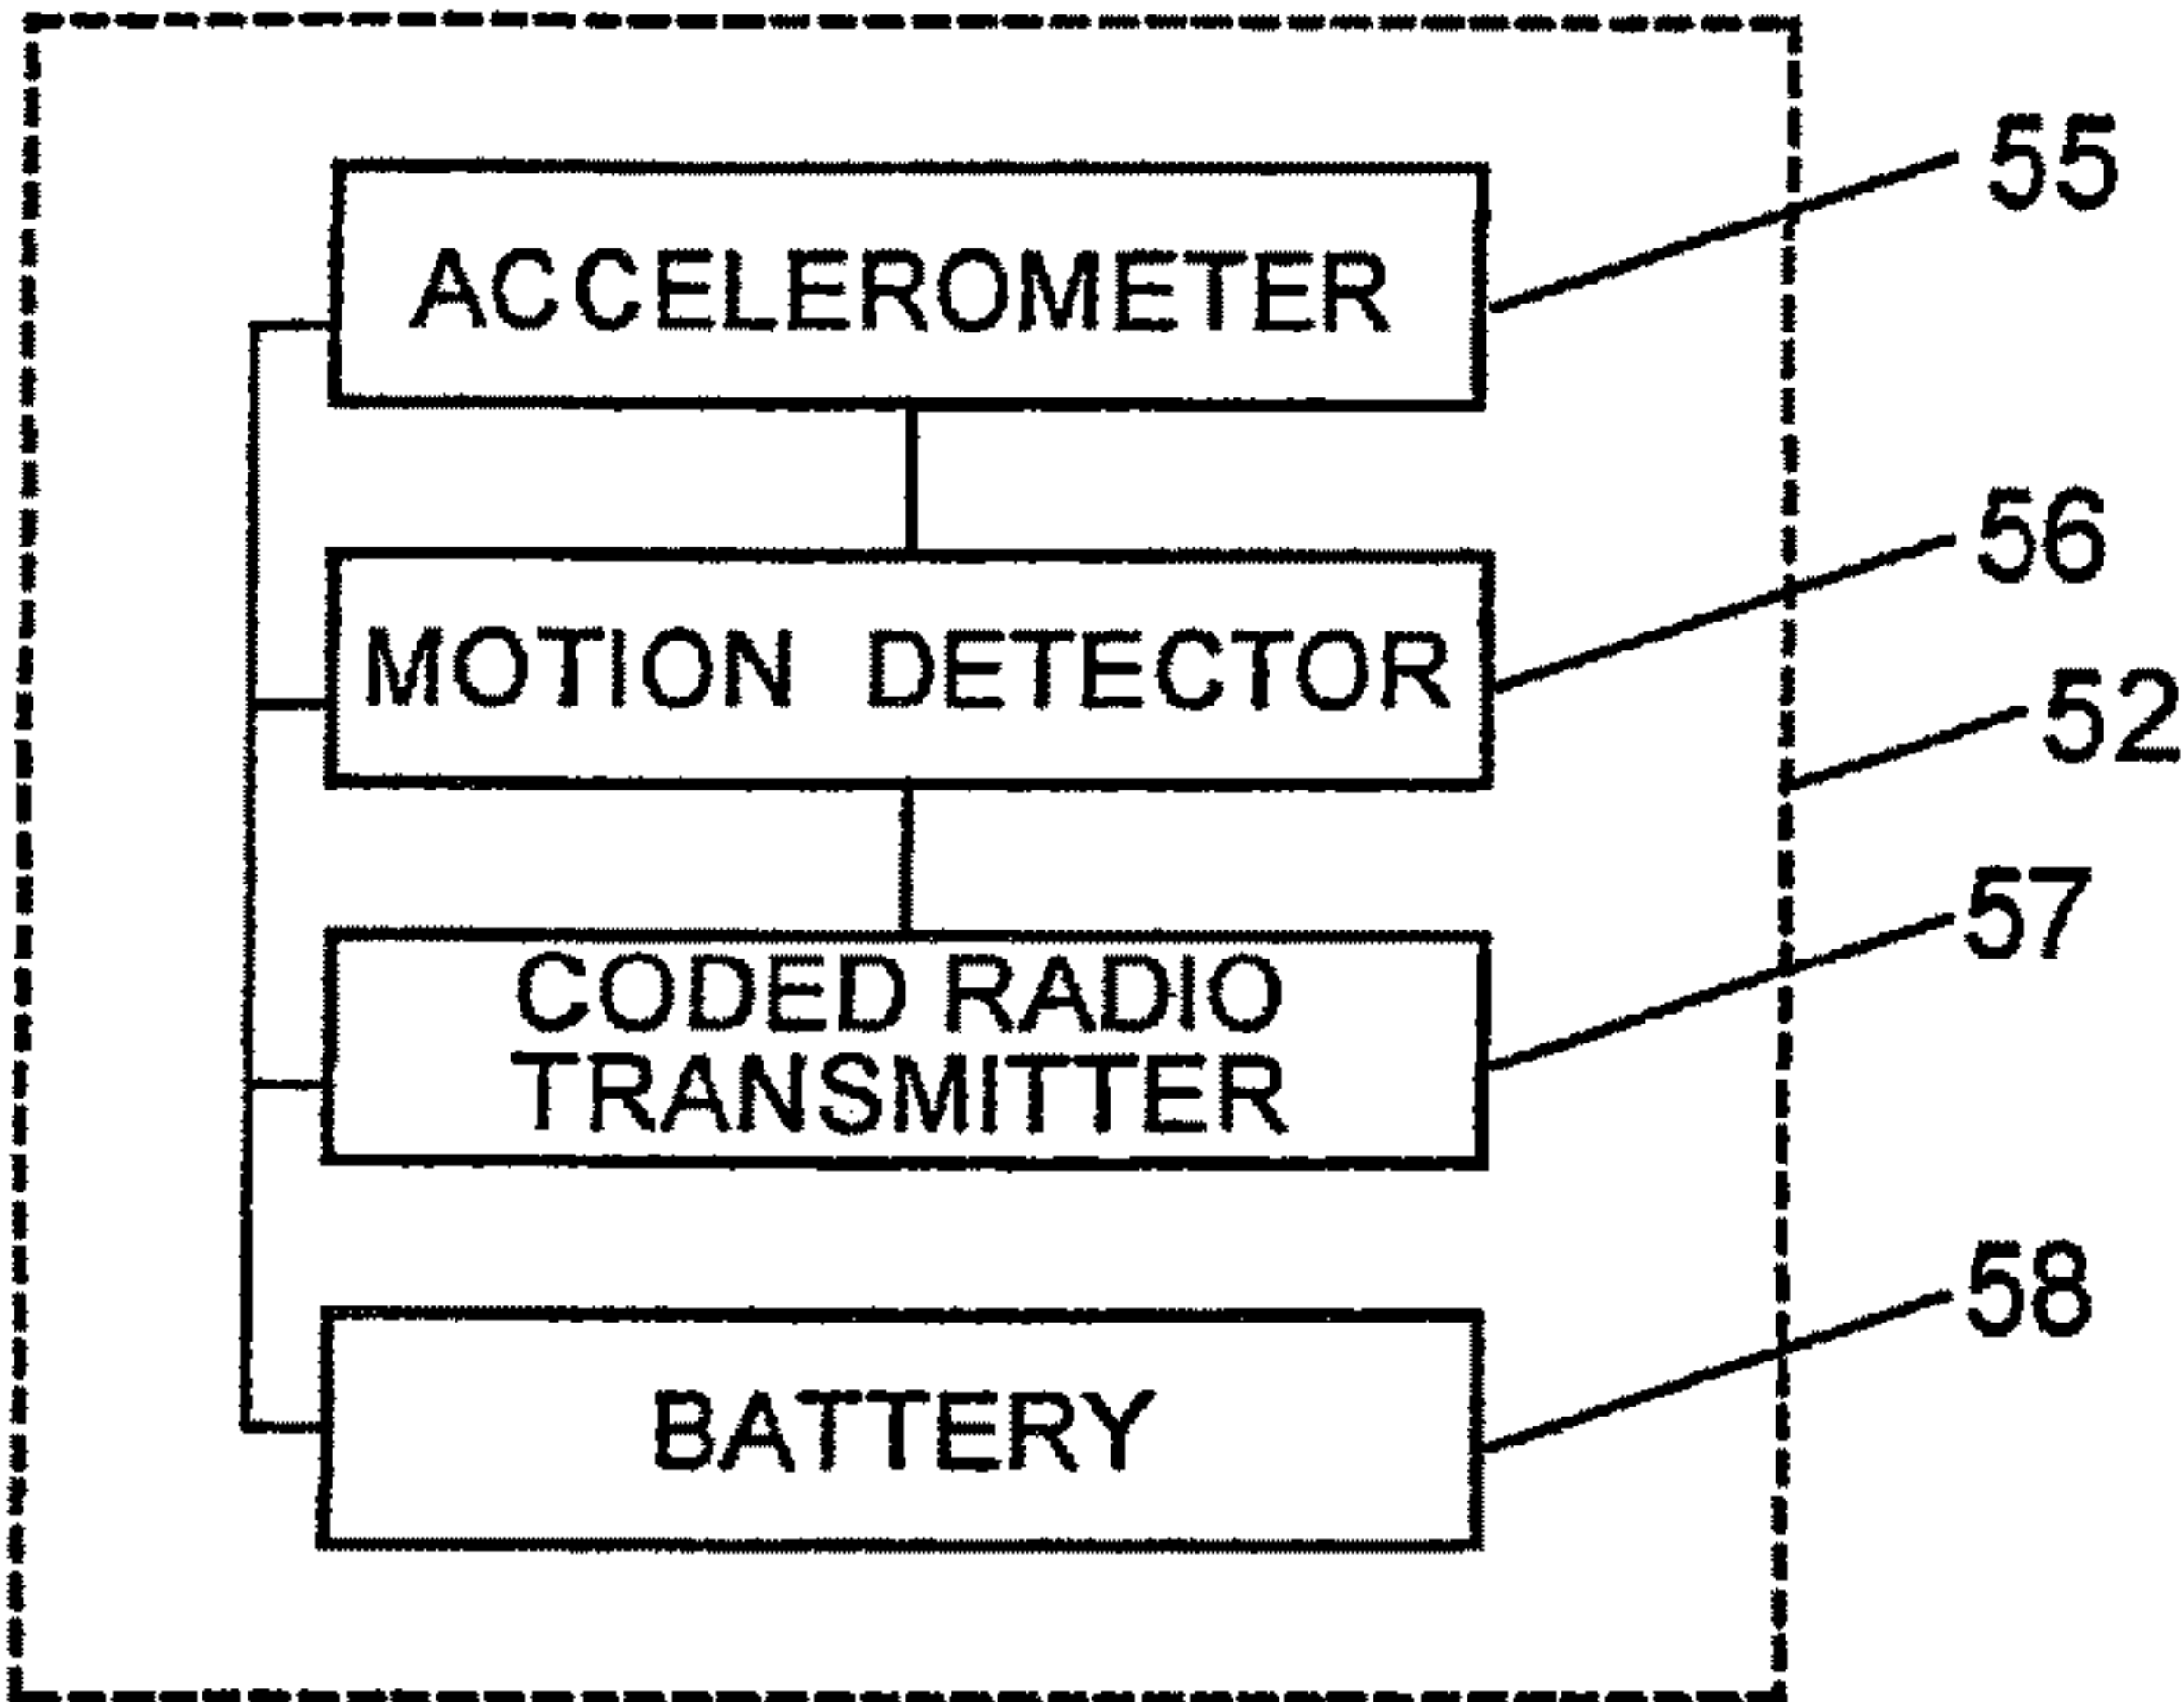 55
ACCELEROMETER
56
MOTION DETECTOR
52
57
CODED RADIO
TRANSMITTER
58
BATTERY